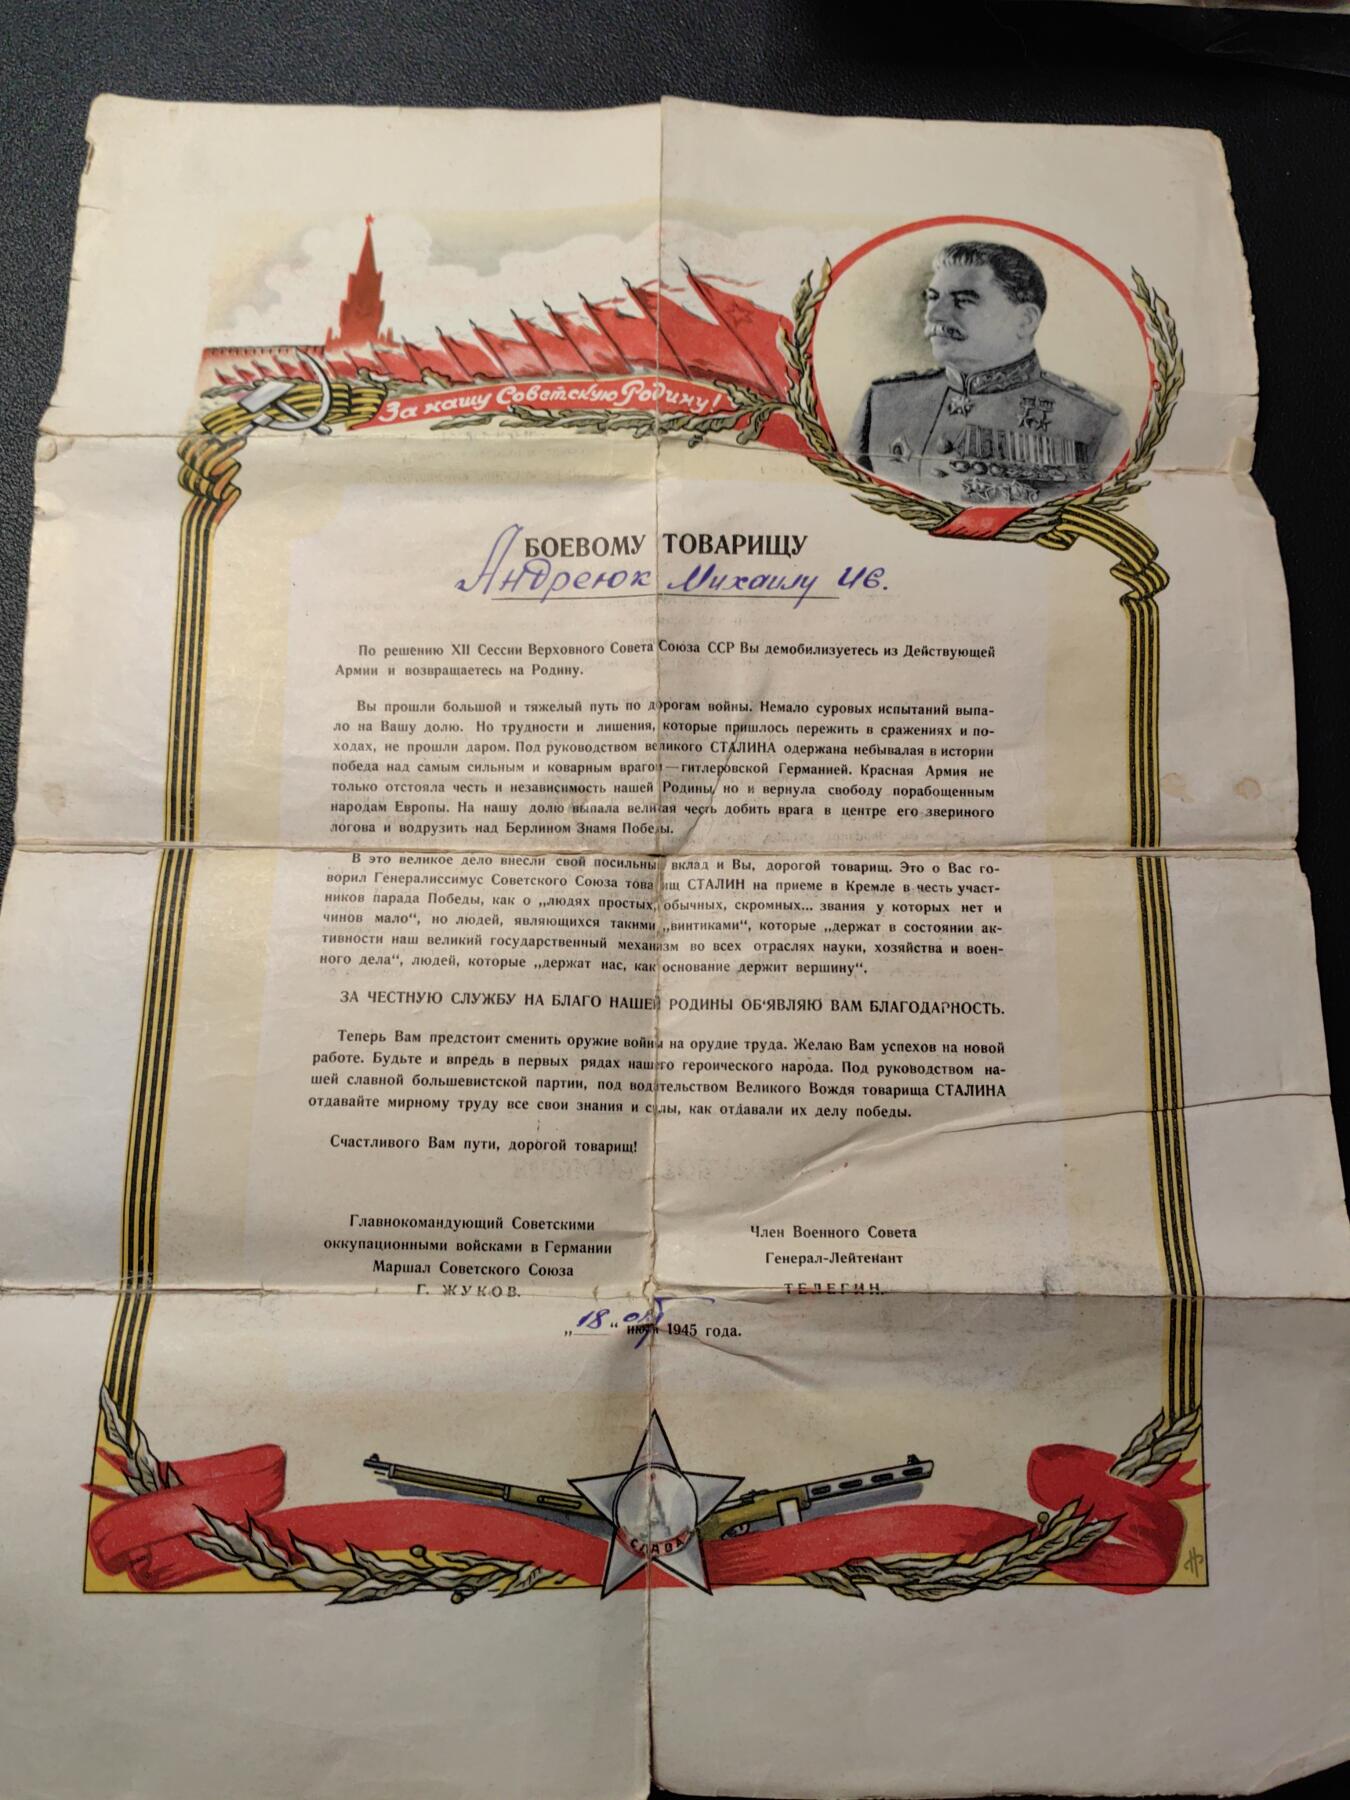 За нашу Советскую Родину!
БОЕВОМУ ТОВАРИЩУ
Андреюк Михаилу Ив.
По решению XII Сессии Верховного Совета Союза ССР Вы демобилизуетесь из Действующей
Армии и возвращаетесь на Родину.
Вы прошли большой и тяжелый путь по дорогам войны. Немало суровых испытаний выпа-
ло на Вашу долю. Но трудности и лишения, которые пришлось пережить в сражениях и по-
ходах, не прошли даром. Под руководством великого СТАЛИНА одержана небывалая в истории
победа над самым сильным и коварным врагом—гитлеровской Германией. Красная Армия не
только отстояла честь и независимость нашей Родины, но и вернула свободу порабощенным
народам Европы. На нашу долю выпала великая честь добить врага в центре его звериного
логова и водрузить над Берлином Знамя Победы.
В это великое дело внесли свой посильный вклад и Вы, дорогой товарищ. Это о Вас го-
ворил Генералиссимус Советского Союза товарищ СТАЛИН на приеме в Кремле в честь участ-
ников парада Победы, как о „людях простых, обычных, скромных... звания у которых нет и
чинов мало“, но людей, являющихся такими „винтиками“, которые „держат в состоянии ак-
тивности наш великий государственный механизм во всех отраслях науки, хозяйства и воен-
ного дела“, людей, которые „держат нас, как основание держит вершину“.
ЗА ЧЕСТНУЮ СЛУЖБУ НА БЛАГО НАШЕЙ РОДИНЫ ОБ‘ЯВЛЯЮ ВАМ БЛАГОДАРНОСТЬ.
Теперь Вам предстоит сменить оружие войны на орудие труда. Желаю Вам успехов на новой
работе. Будьте и впредь в первых рядах нашего героического народа. Под руководством на-
шей славной большевистской партии, под водительством Великого Вождя товарища СТАЛИНА
отдавайте мирному труду все свои знания и силы, как отдавали их делу победы.
Счастливого Вам пути, дорогой товарищ!
Главнокомандующий Советскими
оккупационными войсками в Германии
Маршал Советского Союза
Г. ЖУКОВ.
Член Военного Совета
Генерал-Лейтенант
ТЕЛЕГИН.
„18“ 1945 года.
СЛАВА